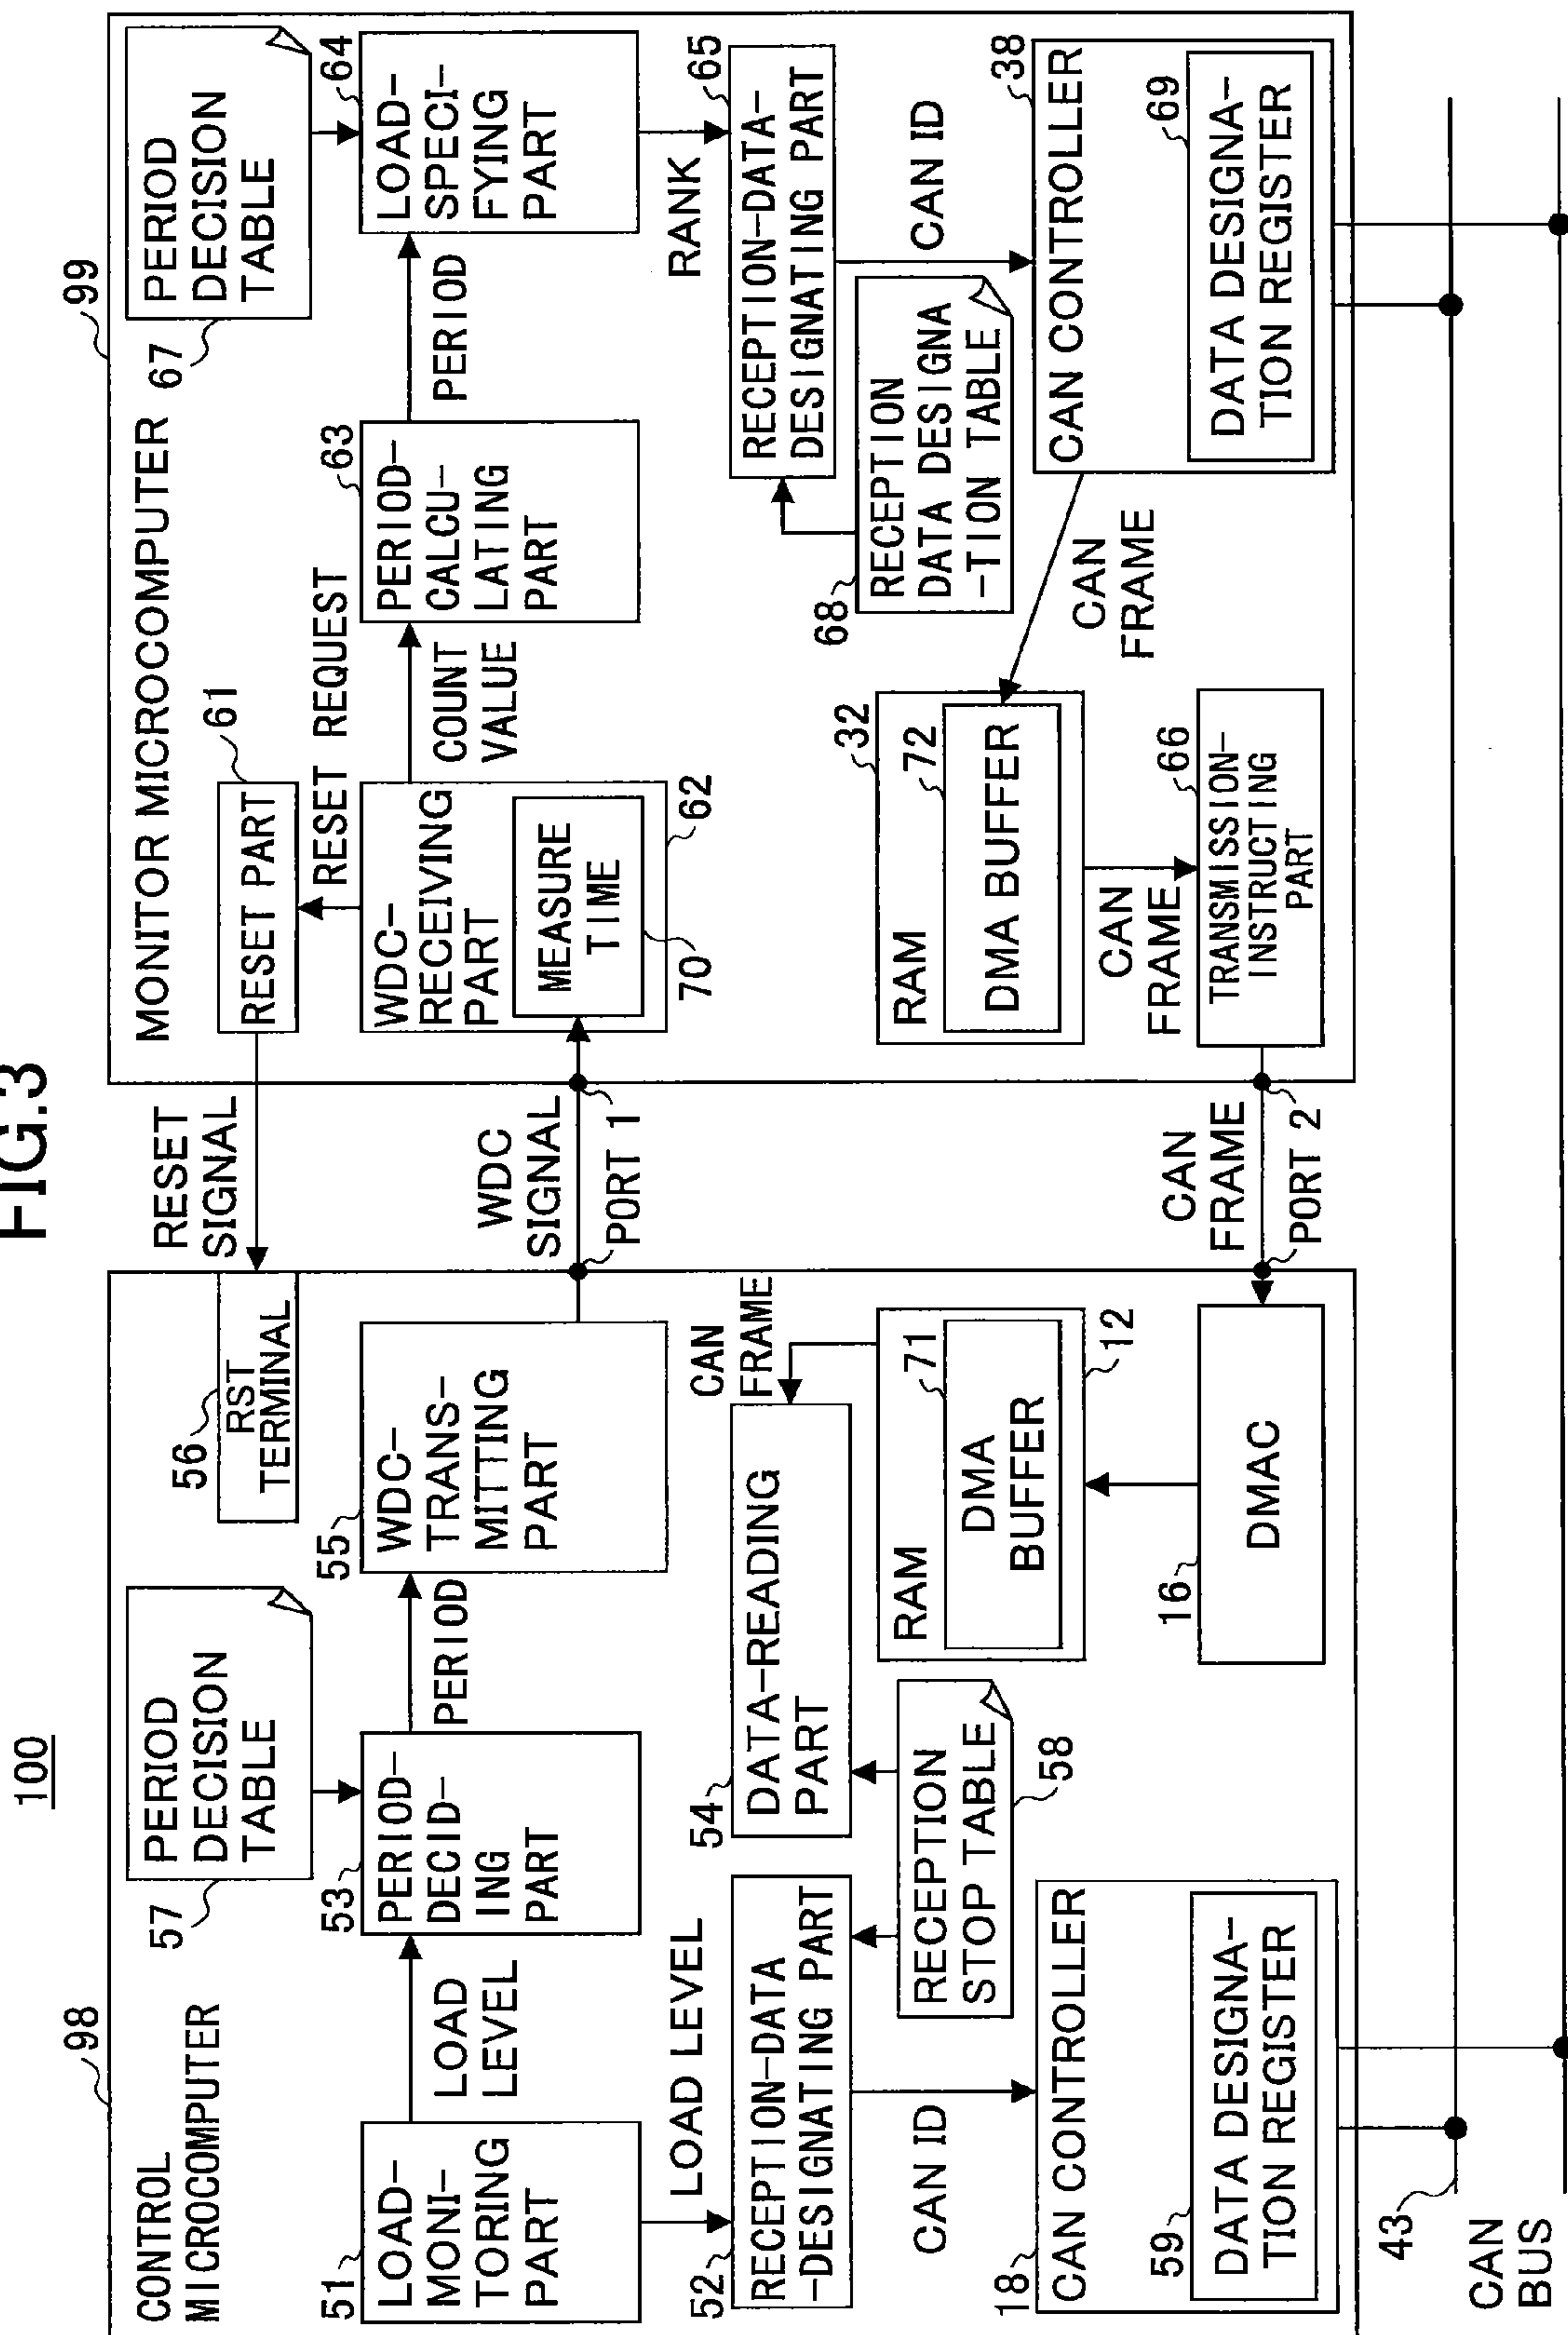 FIG.3
100
98
CONTROL
MICROCOMPUTER
57
PERIOD
DECISION
TABLE
56
RST
TERMINAL
51
LOAD-
MONI-
TORING
PART
LOAD
LEVEL
53
PERIOD-
DECID-
ING
PART
PERIOD
55
WDC-
TRANS-
MITTING
PART
LOAD LEVEL
52
RECEPTION-DATA
-DESIGNATING PART
54
DATA-READING
PART
CAN
FRAME
CAN ID
RECEPTION
STOP TABLE
58
RAM
71
DMA
BUFFER
12
18
CAN CONTROLLER
59
DATA DESIGNA-
TION REGISTER
16
DMAC
43
CAN
BUS
RESET
SIGNAL
WDC
SIGNAL
PORT 1
CAN
FRAME
PORT 2
99
MONITOR MICROCOMPUTER
67
PERIOD
DECISION
TABLE
61
RESET PART
RESET REQUEST
WDC-
RECEIVING
PART
MEASURE
TIME
70
62
COUNT
VALUE
63
PERIOD-
CALCU-
LATING
PART
PERIOD
64
LOAD-
SPECI-
FYING
PART
RANK
65
RECEPTION-DATA-
DESIGNATING PART
68
RECEPTION
DATA DESIGNA
-TION TABLE
CAN ID
32
RAM
72
DMA BUFFER
CAN
FRAME
38
CAN CONTROLLER
69
DATA DESIGNA-
TION REGISTER
CAN
FRAME
66
TRANSMISSION-
INSTRUCTING
PART